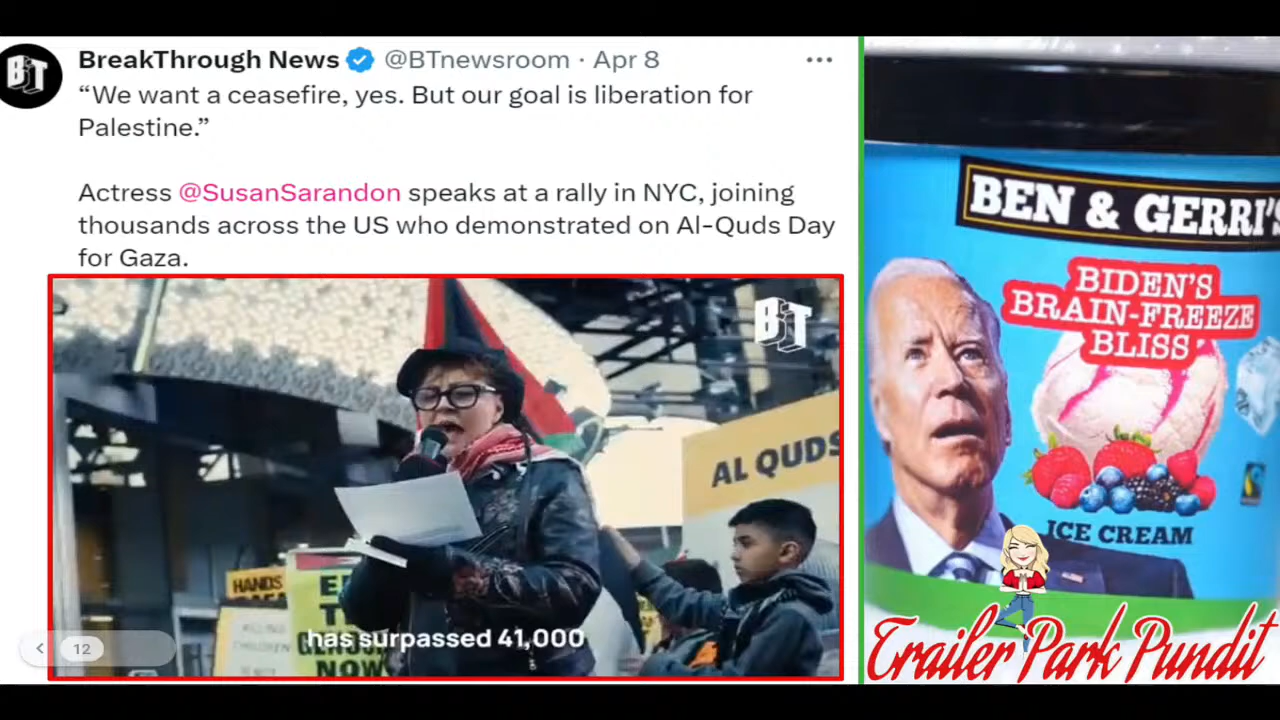 BreakThrough News @BTnewsroom · Apr 8
“We want a ceasefire, yes. But our goal is liberation for
Palestine.”
Actress @SusanSarandon speaks at a rally in NYC, joining
thousands across the US who demonstrated on Al-Quds Day
for Gaza.
BT
BT
AL QUDS
HANDS
NOW
has surpassed 41,000
12
BEN & GERRI'S
BIDEN'S
BRAIN-FREEZE
BLISS
ICE CREAM
Trailer Park Pundit